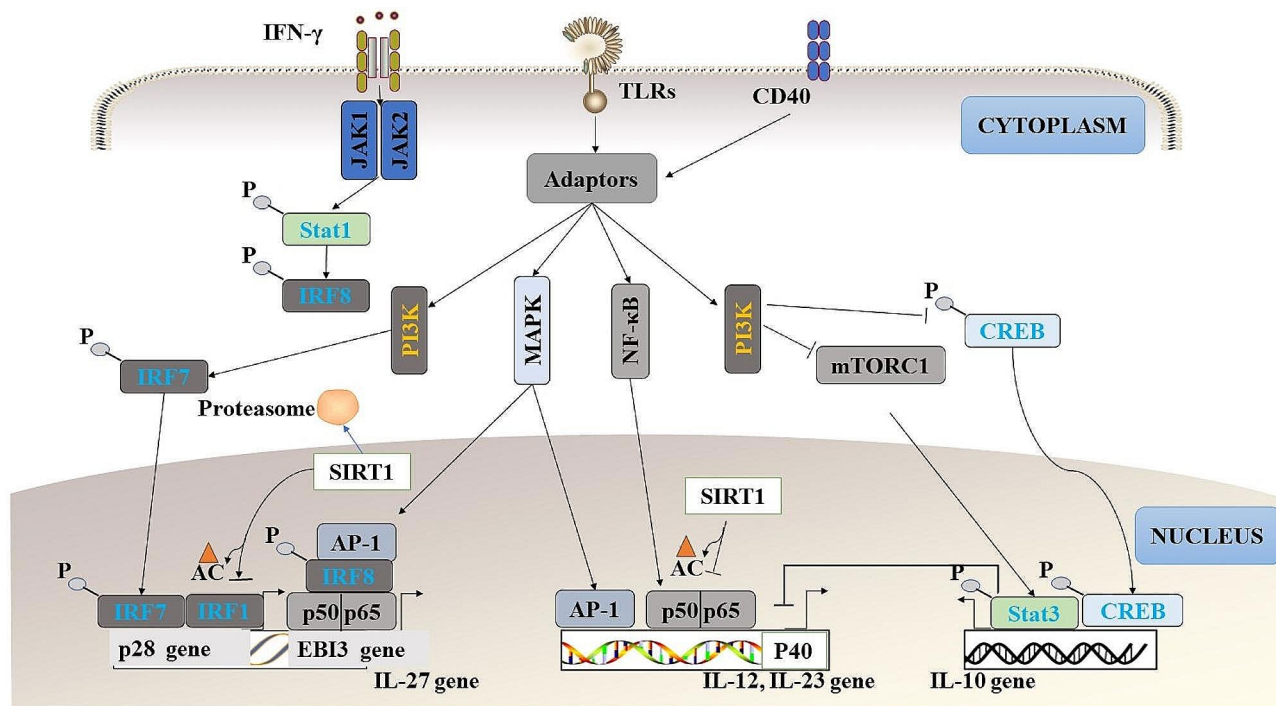 IFN-γ
TLRs
CD40
CYTOPLASM
JAK1
JAK2
Adaptors
P
Stat1
P
IRF8
PI3K
MAPK
NF-κB
PI3K
P
CREB
mTORC1
P
IRF7
Proteasome
SIRT1
SIRT1
NUCLEUS
P
AP-1
IRF8
AC
AC
P
IRF7
IRF1
p50
p65
AP-1
p50
p65
P
Stat3
P
CREB
p28 gene
EBI3 gene
P40
IL-27 gene
IL-12, IL-23 gene
IL-10 gene